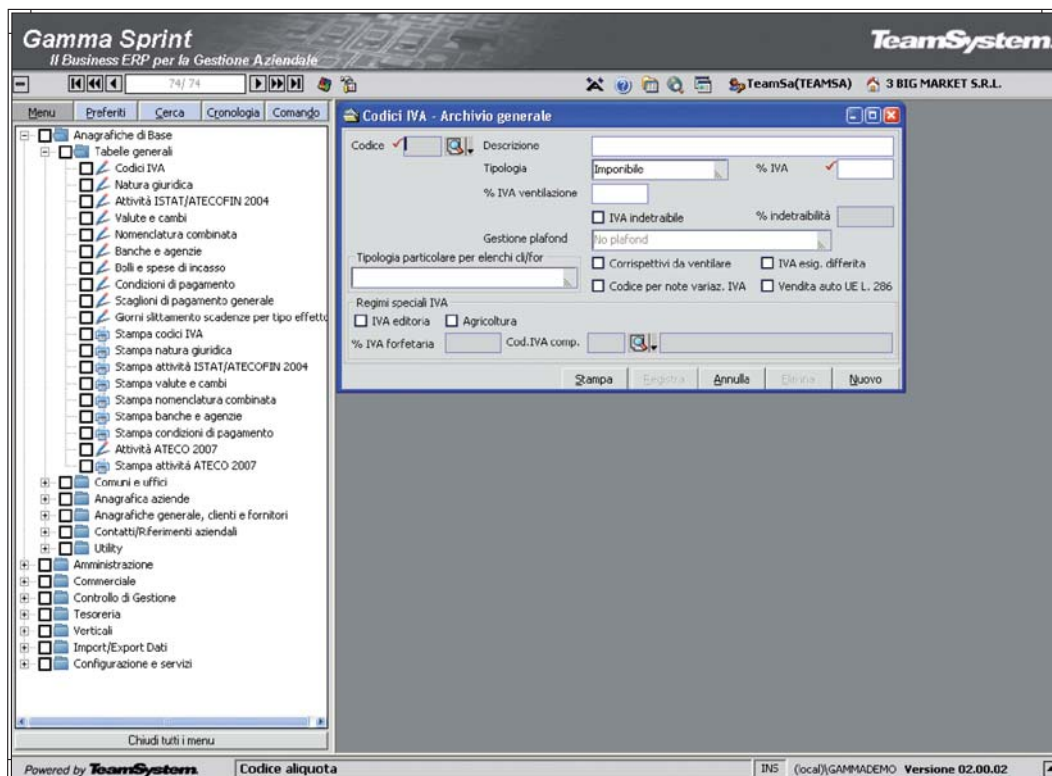 Gamma Sprint
Il Business ERP per la Gestione Aziendale
TeamSystem.
74/74
TeamSa(TEAMSA)
3 BIG MARKET S.R.L.
Menu
Preferiti
Cerca
Cronologia
Comando
Anagrafiche di Base
Tabelle generali
Codici IVA
Natura giuridica
Attività ISTAT/ATECOFIN 2004
Valute e cambi
Nomenclatura combinata
Banche e agenzie
Bolli e spese di incasso
Condizioni di pagamento
Scaglioni di pagamento generale
Giorni slittamento scadenze per tipo effetto
Stampa codici IVA
Stampa natura giuridica
Stampa attività ISTAT/ATECOFIN 2004
Stampa valute e cambi
Stampa nomenclatura combinata
Stampa banche e agenzie
Stampa condizioni di pagamento
Attività ATECO 2007
Stampa attività ATECO 2007
Comuni e uffici
Anagrafica aziende
Anagrafiche generale, clienti e fornitori
Contatti/Riferimenti aziendali
Utility
Amministrazione
Commerciale
Controllo di Gestione
Tesoreria
Verticali
Import/Export Dati
Configurazione e servizi
Chiudi tutti i menu
Codici IVA - Archivio generale
Codice
Descrizione
Tipologia
Imponibile
% IVA
% IVA ventilazione
IVA indetraibile
% indetraibilità
Gestione plafond
No plafond
Tipologia particolare per elenchi cli/for
Corrispettivi da ventilare
IVA esig. differita
Codice per note variaz. IVA
Vendita auto UE L. 286
Regimi speciali IVA
IVA editoria
Agricoltura
% IVA forfetaria
Cod.IVA comp.
Stampa
Registra
Annulla
Elimina
Nuovo
Powered by TeamSystem.
Codice aliquota
INS
(local)\GAMMADEMO
Versione 02.00.02